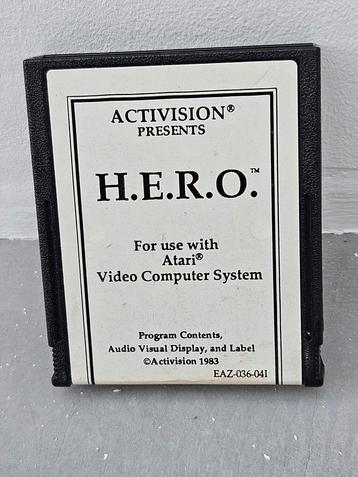 ACTIVISION®
PRESENTS
H.E.R.O.™
For use with
Atari®
Video Computer System
Program Contents,
Audio Visual Display, and Label
©Activision 1983
EAZ-036-04I